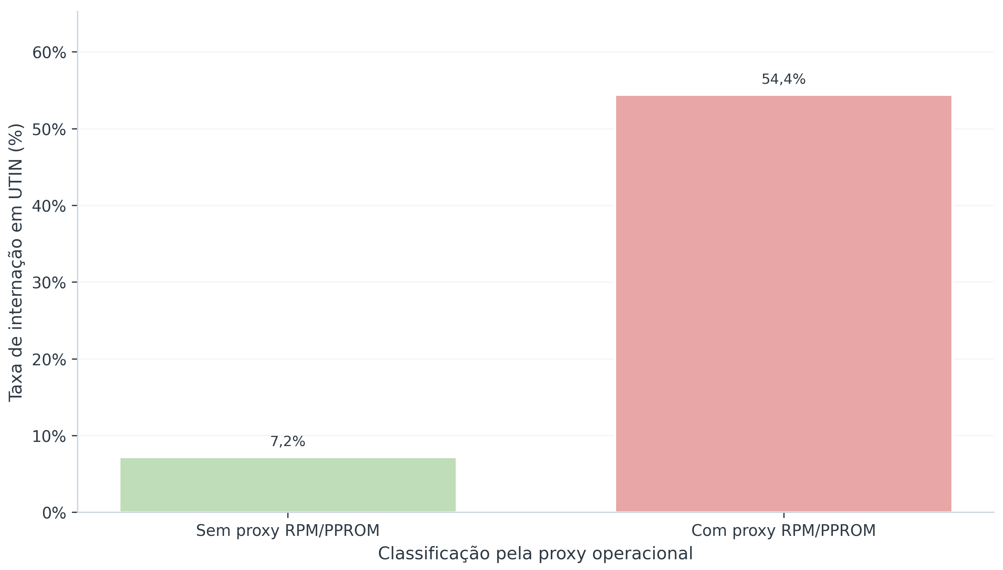 Taxa de internação em UTIN (%)
60%
50%
40%
30%
20%
10%
0%
54,4%
7,2%
Sem proxy RPM/PPROM
Com proxy RPM/PPROM
Classificação pela proxy operacional